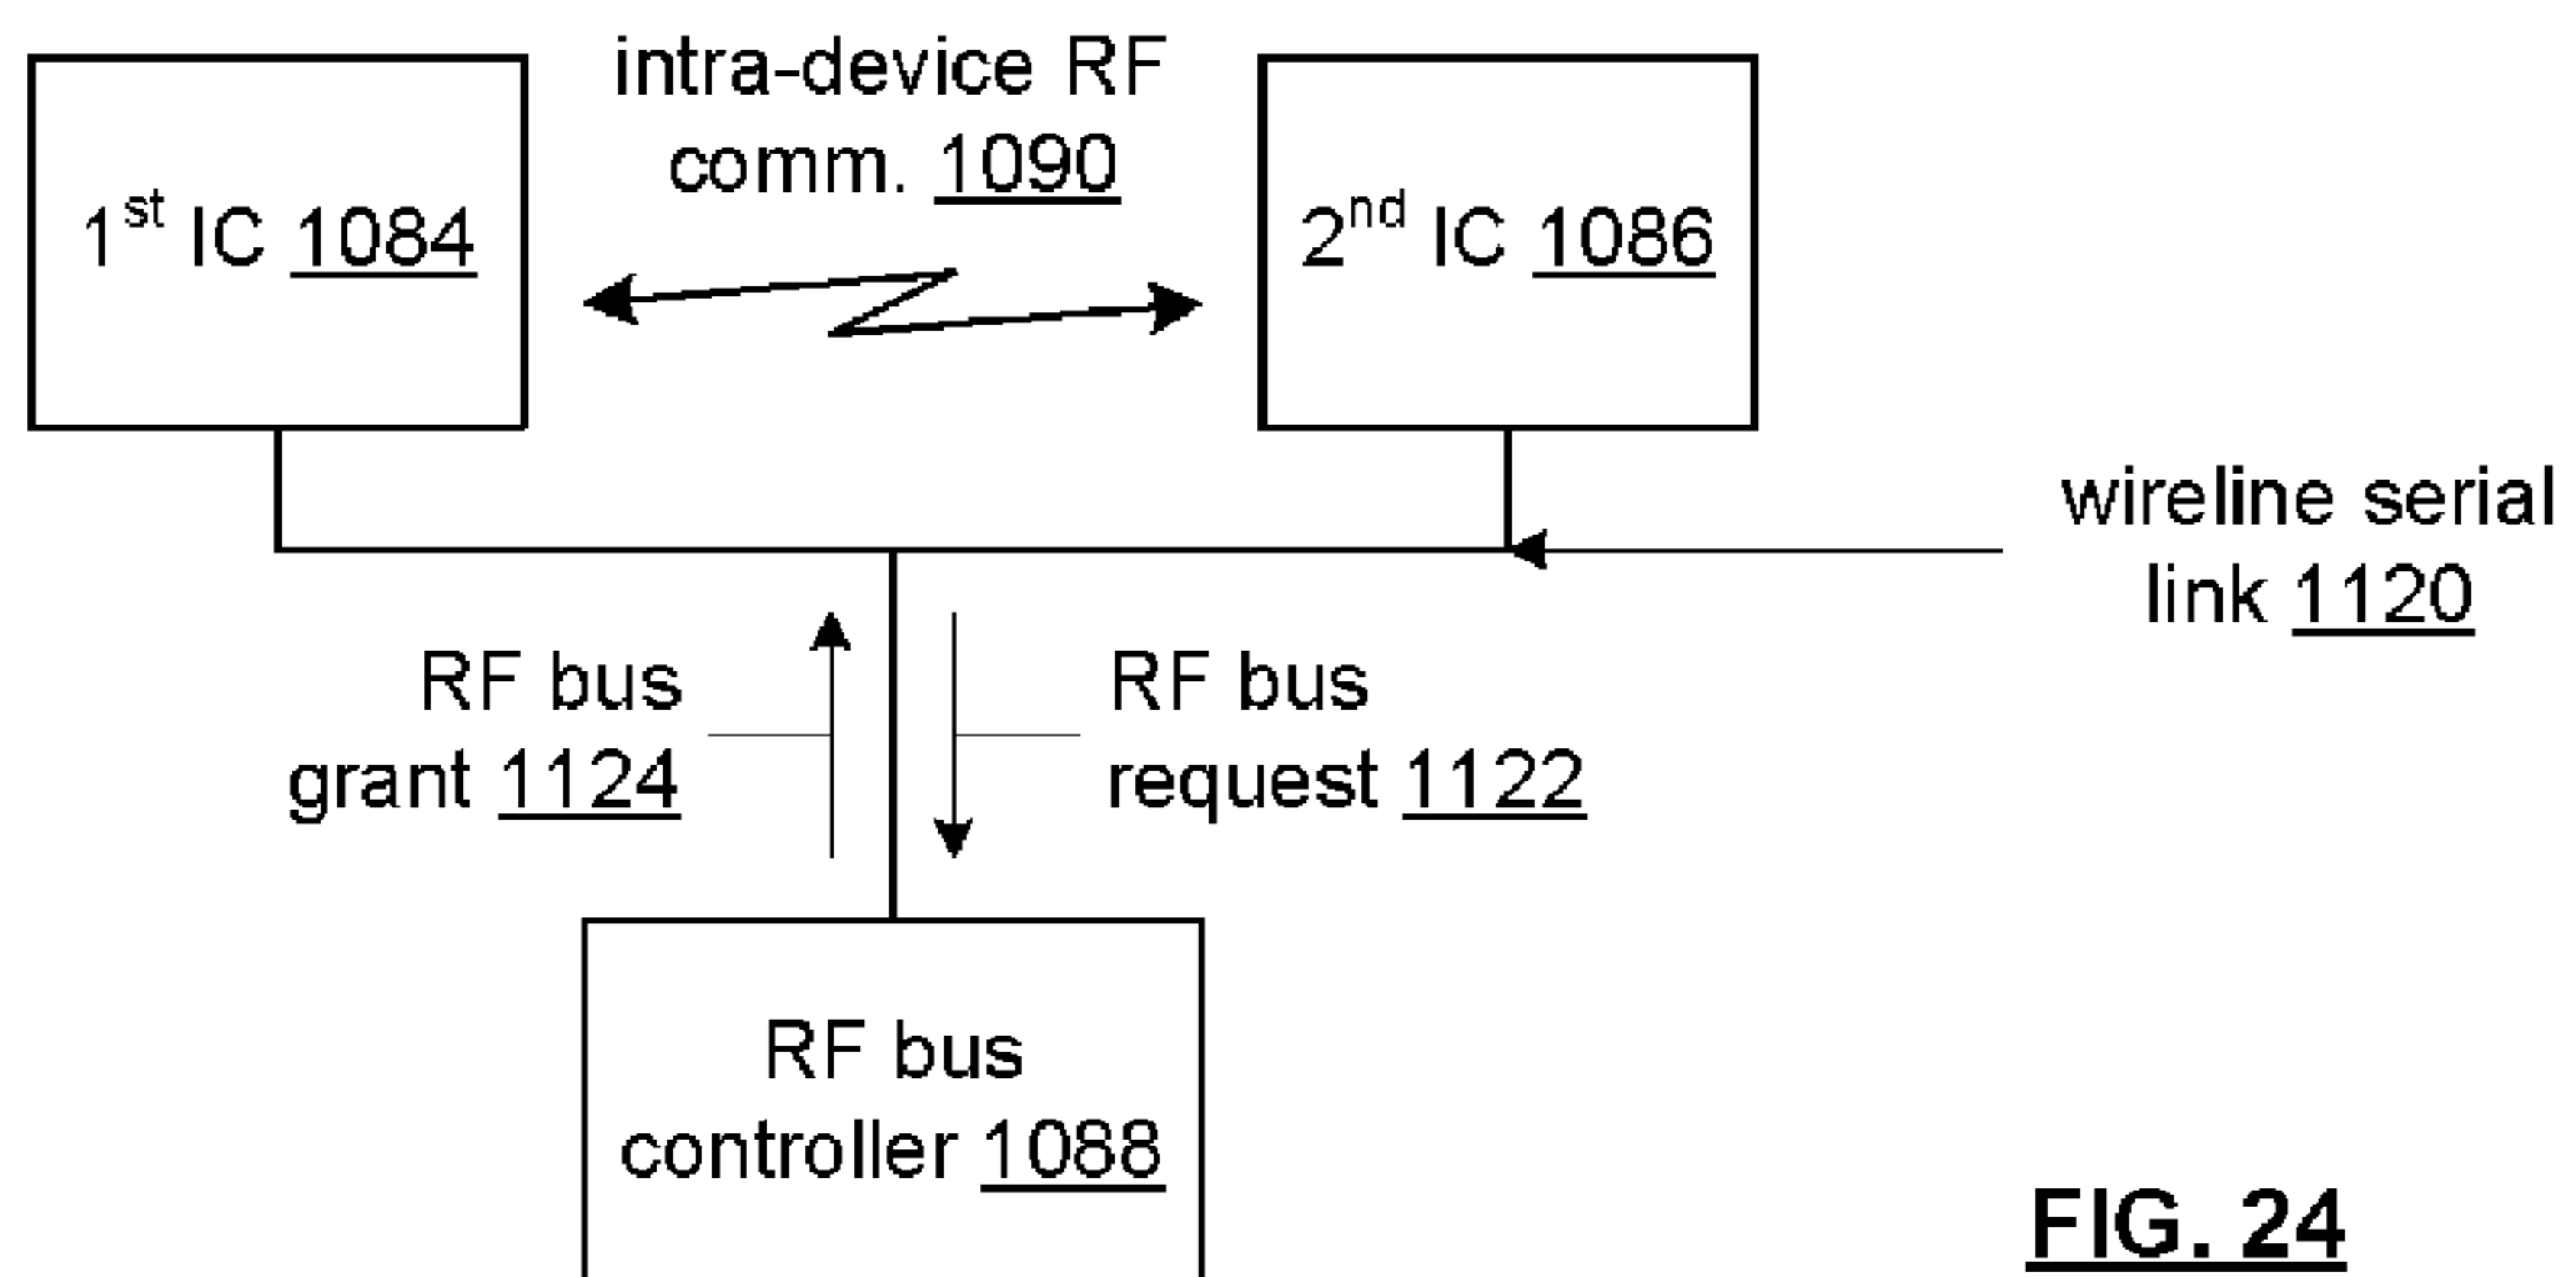 intra-device RF
comm. 1090
1st IC 1084
2nd IC 1086
wireline serial
link 1120
RF bus
grant 1124
RF bus
request 1122
RF bus
controller 1088
FIG. 24